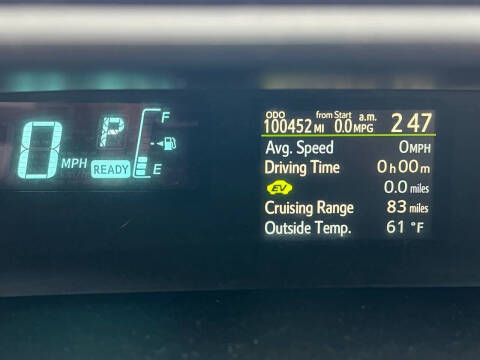 0 MPH
P
READY
F
E
ODO from Start a.m.
100452 MI 0.0 MPG 2 47
Avg. Speed 0 MPH
Driving Time 0 h 00 m
EV 0.0 miles
Cruising Range 83 miles
Outside Temp. 61 °F